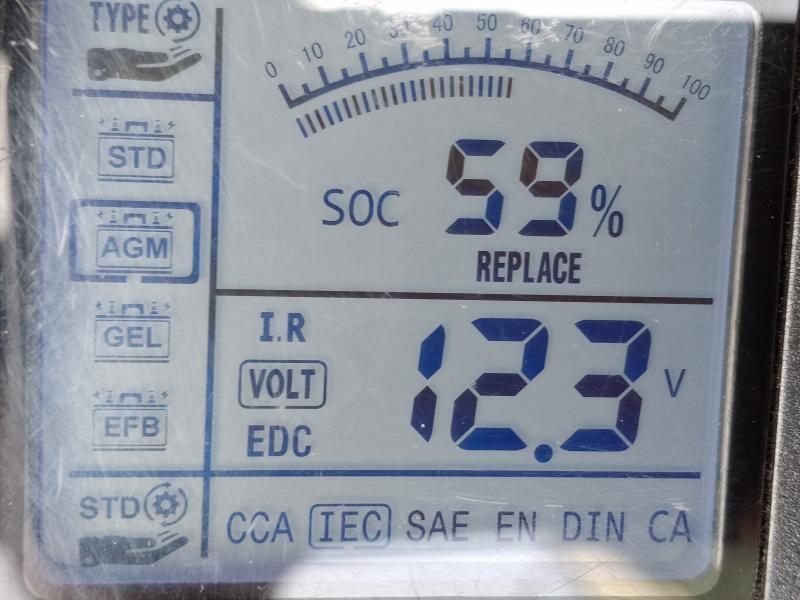 TYPE
0 10 20 30 40 50 60 70 80 90 100
STD
AGM
GEL
EFB
STD
SOC 59%
REPLACE
I.R
VOLT
EDC
12.3 V
CCA IEC SAE EN DIN CA